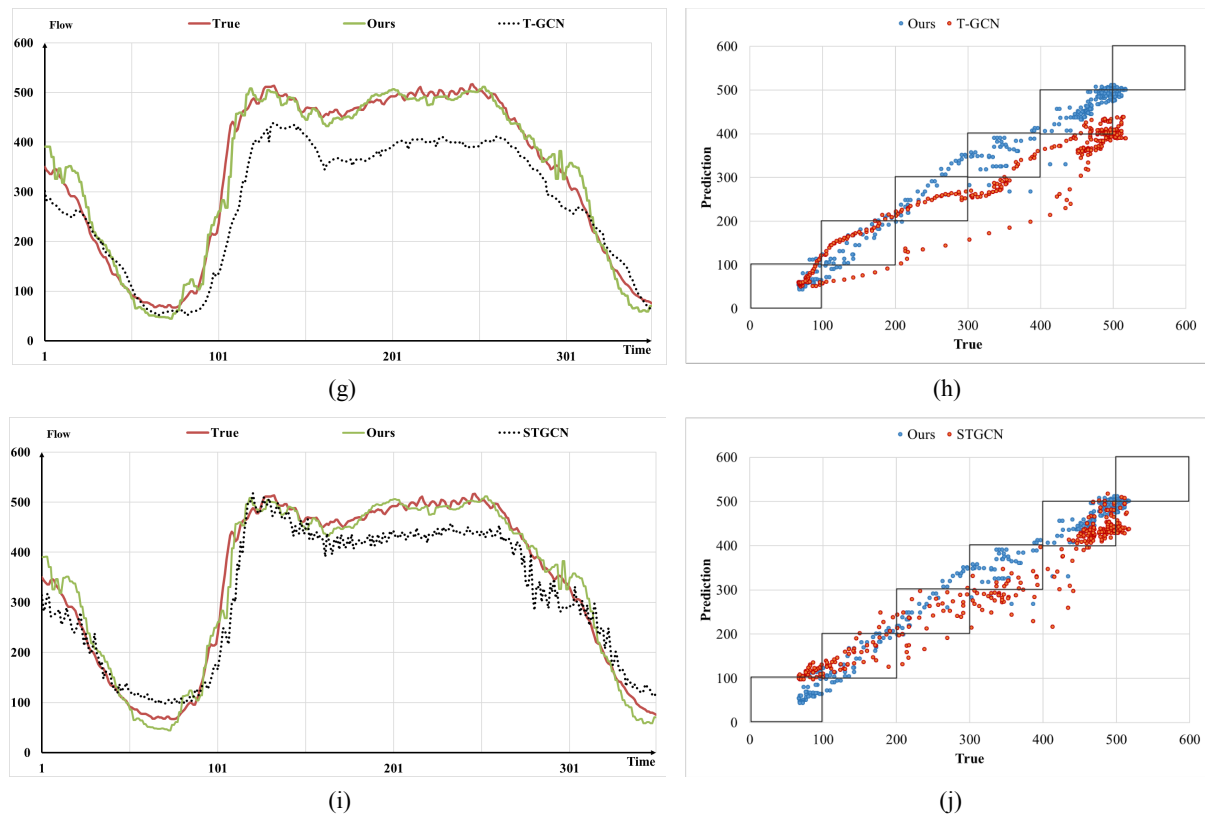 Flow True Ours T-GCN
600
500
400
300
200
100
0
1 101 201 301 Time
(g)
Ours T-GCN
600
500
400
300
200
100
0
Prediction
0 100 200 300 400 500 600
True
(h)
Flow True Ours STGCN
600
500
400
300
200
100
0
1 101 201 301 Time
(i)
Ours STGCN
600
500
400
300
200
100
0
Prediction
0 100 200 300 400 500 600
True
(j)